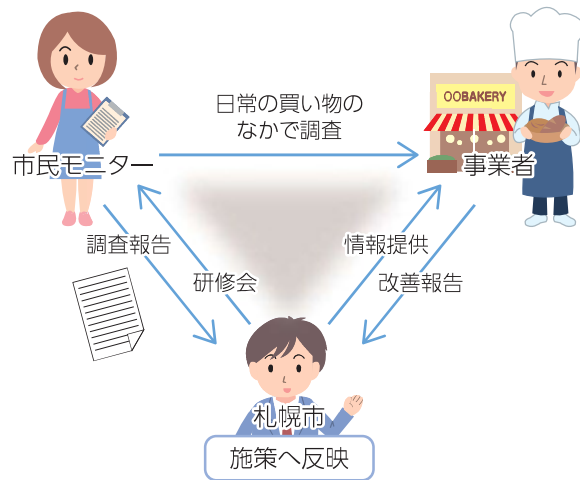 OOBAKERY
日常の買い物の
なかで調査
市民モニター
事業者
調査報告
研修会
情報提供
改善報告
札幌市
施策へ反映